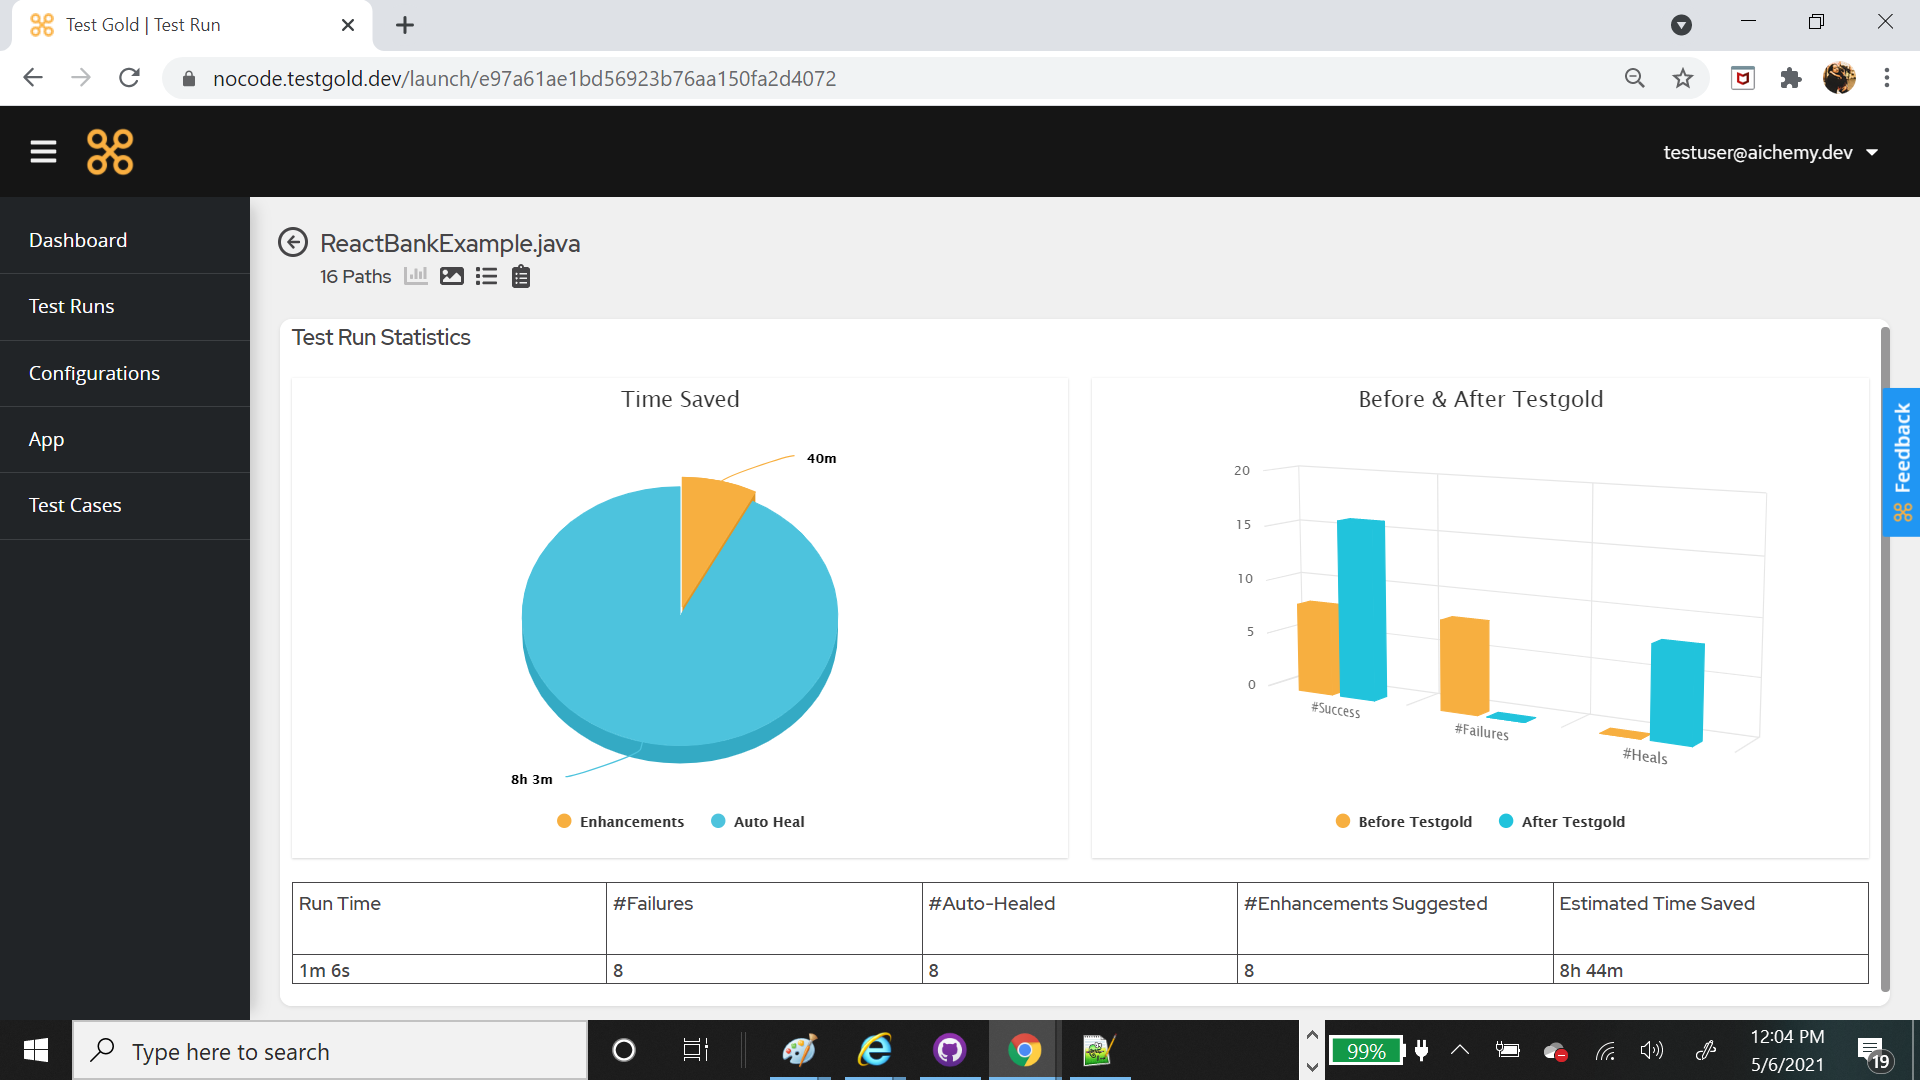 Test Gold | Test Run
nocode.testgold.dev/launch/e97a61ae1bd56923b76aa150fa2d4072
testuser@aichemy.dev
Dashboard
Test Runs
Configurations
App
Test Cases
ReactBankExample.java
16 Paths
Test Run Statistics
Time Saved
40m
8h 3m
Enhancements Auto Heal
Before & After Testgold
20
15
10
5
0
#Success
#Failures
#Heals
Before Testgold After Testgold
Feedback
Run Time #Failures #Auto-Healed #Enhancements Suggested Estimated Time Saved
1m 6s 8 8 8 8h 44m
Type here to search
99%
12:04 PM
5/6/2021
19